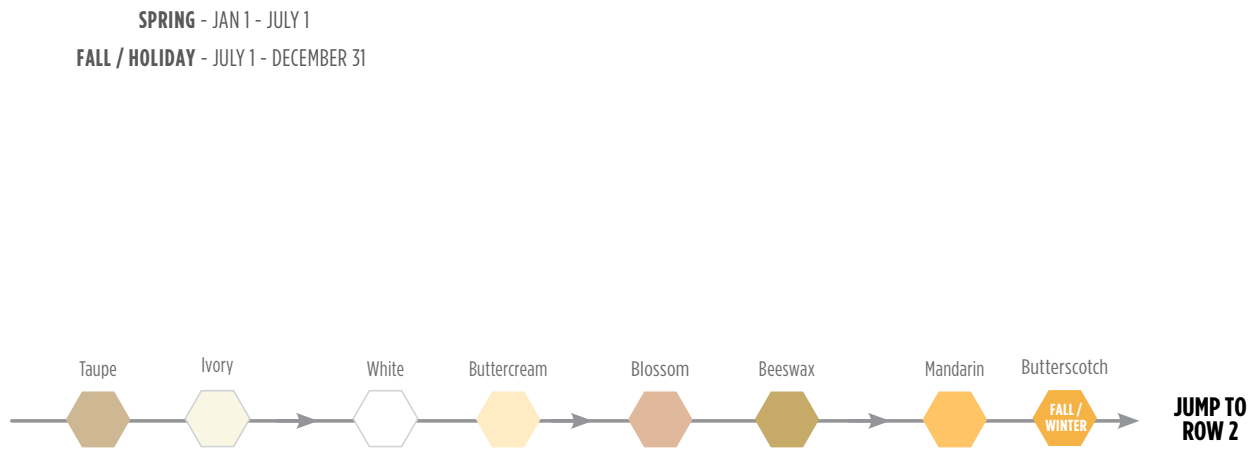 SPRING - JAN 1 - JULY 1
FALL / HOLIDAY - JULY 1 - DECEMBER 31
Taupe
Ivory
White
Buttercream
Blossom
Beeswax
Mandarin
Butterscotch
FALL /
WINTER
JUMP TO
ROW 2